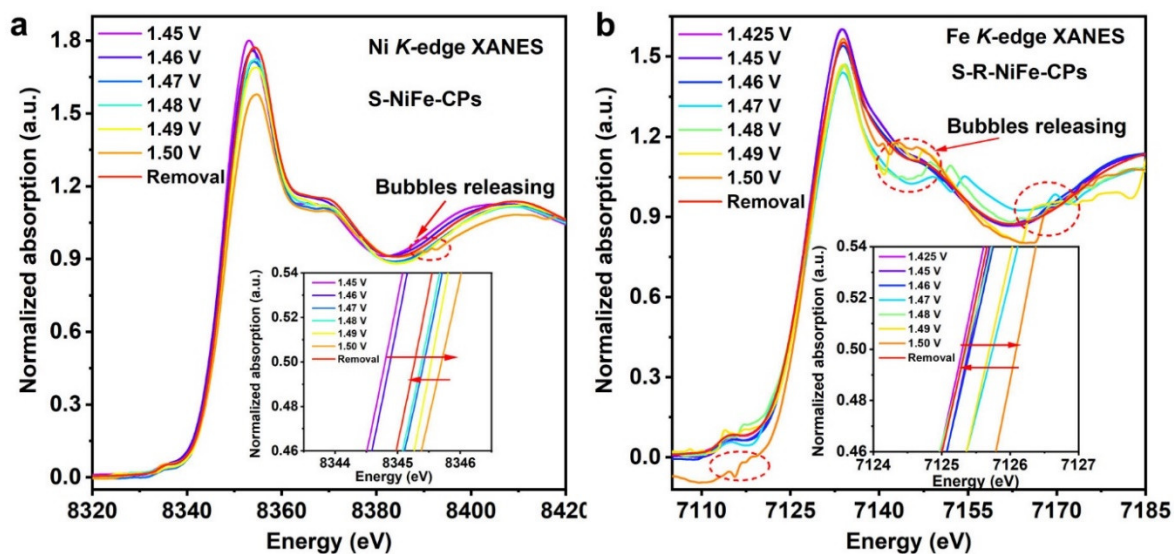 a
1.45 V
1.46 V
1.47 V
1.48 V
1.49 V
1.50 V
Removal
Ni K-edge XANES
S-NiFe-CPs
Bubbles releasing
Normalized absorption (a.u.)
1.8
1.5
1.2
0.9
0.6
0.3
0.0
8320
8340
8360
8380
8400
8420
Energy (eV)
Normalized absorption (a.u.)
0.54
0.52
0.50
0.48
0.46
1.45 V
1.46 V
1.47 V
1.48 V
1.49 V
1.50 V
Removal
8344
8345
8346
Energy (eV)
b
1.425 V
1.45 V
1.46 V
1.47 V
1.48 V
1.49 V
1.50 V
Removal
Fe K-edge XANES
S-R-NiFe-CPs
Bubbles releasing
Normalized absorption (a.u.)
1.5
1.2
0.9
0.6
0.3
0.0
7110
7125
7140
7155
7170
7185
Energy (eV)
Normalized absorption (a.u.)
0.54
0.52
0.50
0.48
0.46
1.425 V
1.45 V
1.46 V
1.47 V
1.48 V
1.49 V
1.50 V
Removal
7124
7125
7126
7127
Energy (eV)